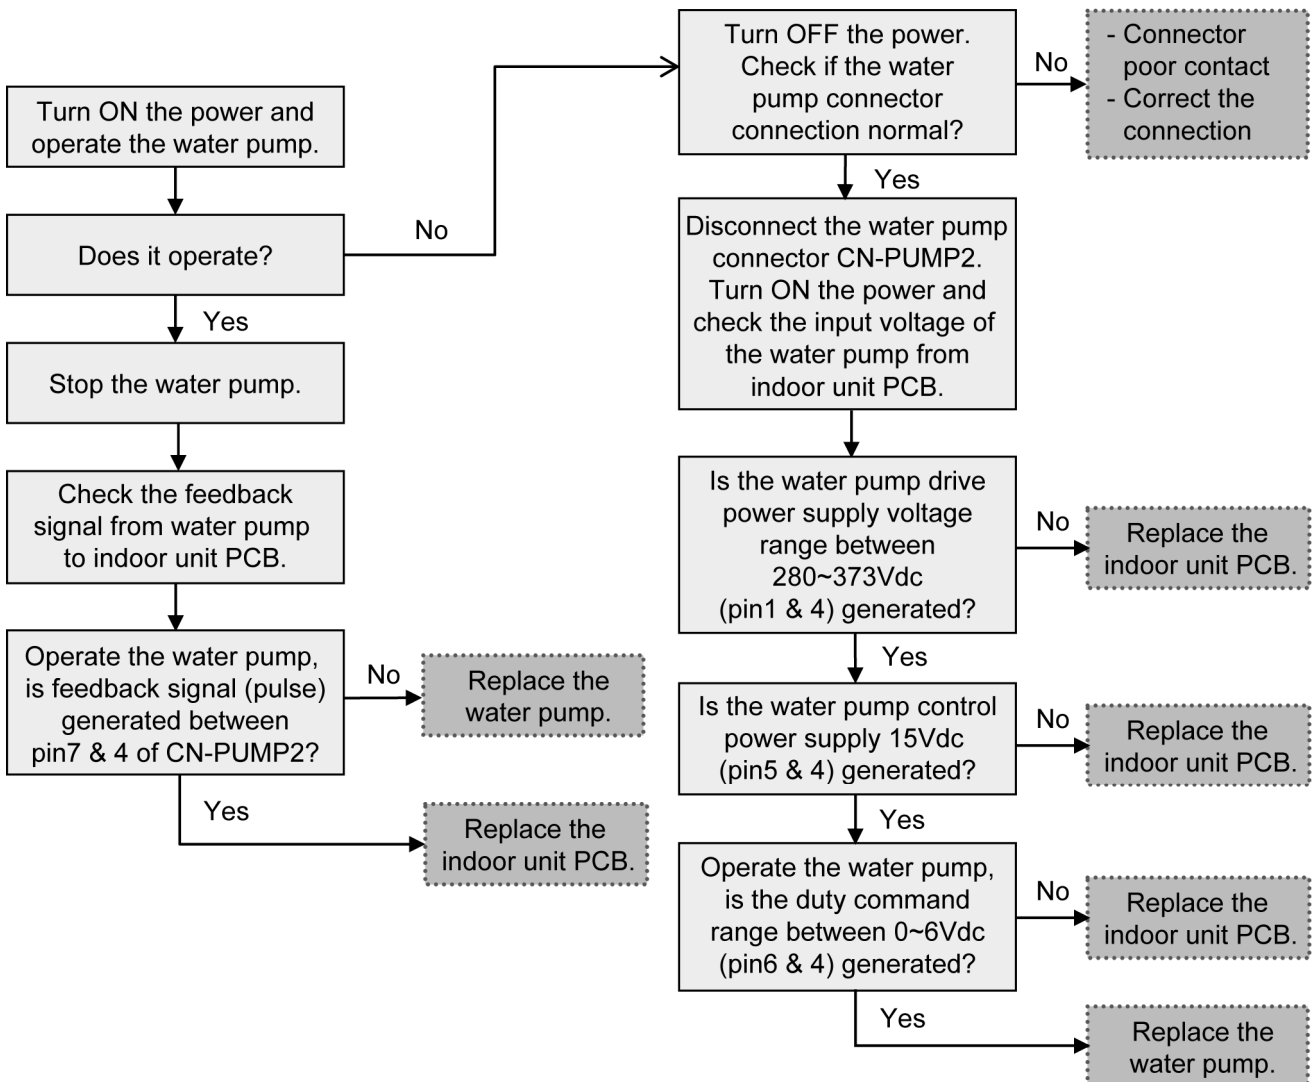 Turn ON the power and
operate the water pump.
Does it operate?
No
Yes
Stop the water pump.
Check the feedback
signal from water pump
to indoor unit PCB.
Operate the water pump,
is feedback signal (pulse)
generated between
pin7 & 4 of CN-PUMP2?
No
Replace the
water pump.
Yes
Replace the
indoor unit PCB.
Turn OFF the power.
Check if the water
pump connector
connection normal?
No
- Connector
poor contact
- Correct the
connection
Yes
Disconnect the water pump
connector CN-PUMP2.
Turn ON the power and
check the input voltage of
the water pump from
indoor unit PCB.
Is the water pump drive
power supply voltage
range between
280~373Vdc
(pin1 & 4) generated?
No
Replace the
indoor unit PCB.
Yes
Is the water pump control
power supply 15Vdc
(pin5 & 4) generated?
No
Replace the
indoor unit PCB.
Yes
Operate the water pump,
is the duty command
range between 0~6Vdc
(pin6 & 4) generated?
No
Replace the
indoor unit PCB.
Yes
Replace the
water pump.